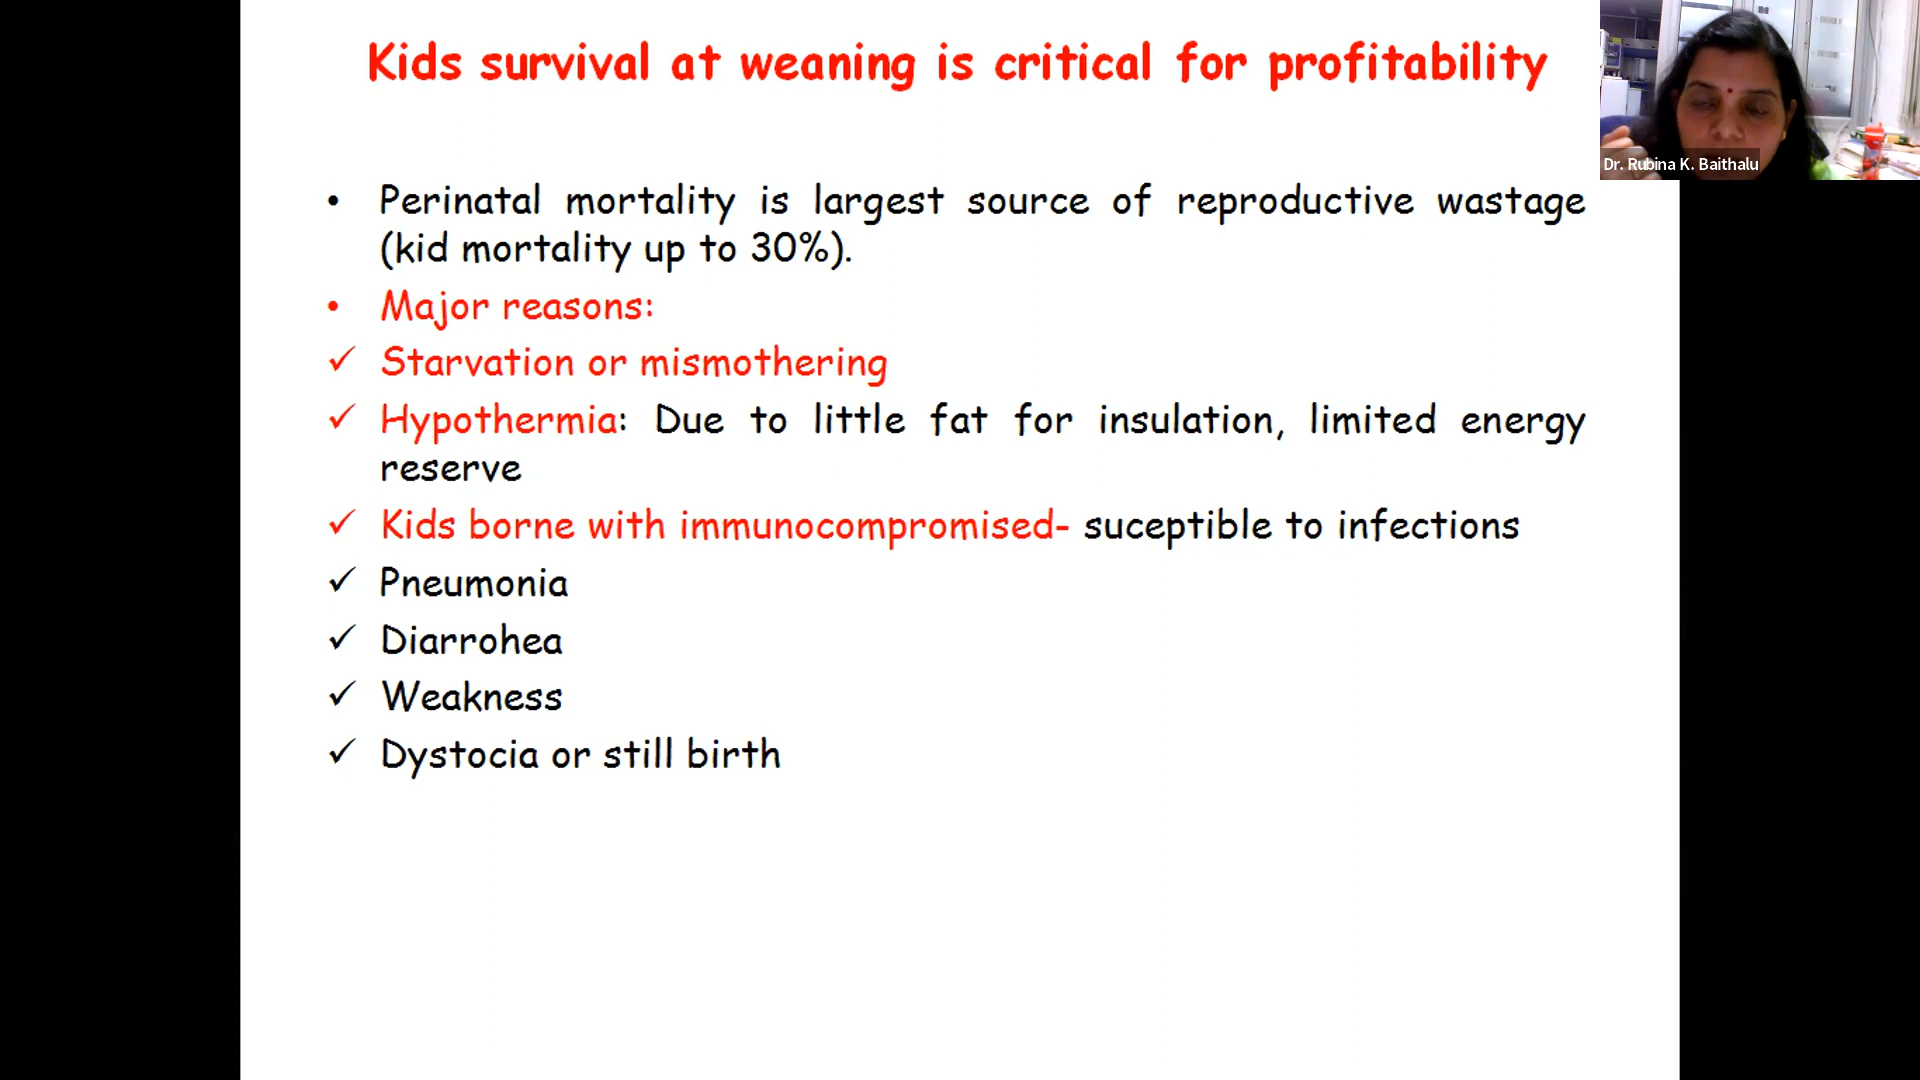 Kids survival at weaning is critical for profitability
Dr. Rubina K. Baithalu
• Perinatal mortality is largest source of reproductive wastage
(kid mortality up to 30%).
• Major reasons:
✓ Starvation or mismothering
✓ Hypothermia: Due to little fat for insulation, limited energy
reserve
✓ Kids borne with immunocompromised- suceptible to infections
✓ Pneumonia
✓ Diarrohea
✓ Weakness
✓ Dystocia or still birth